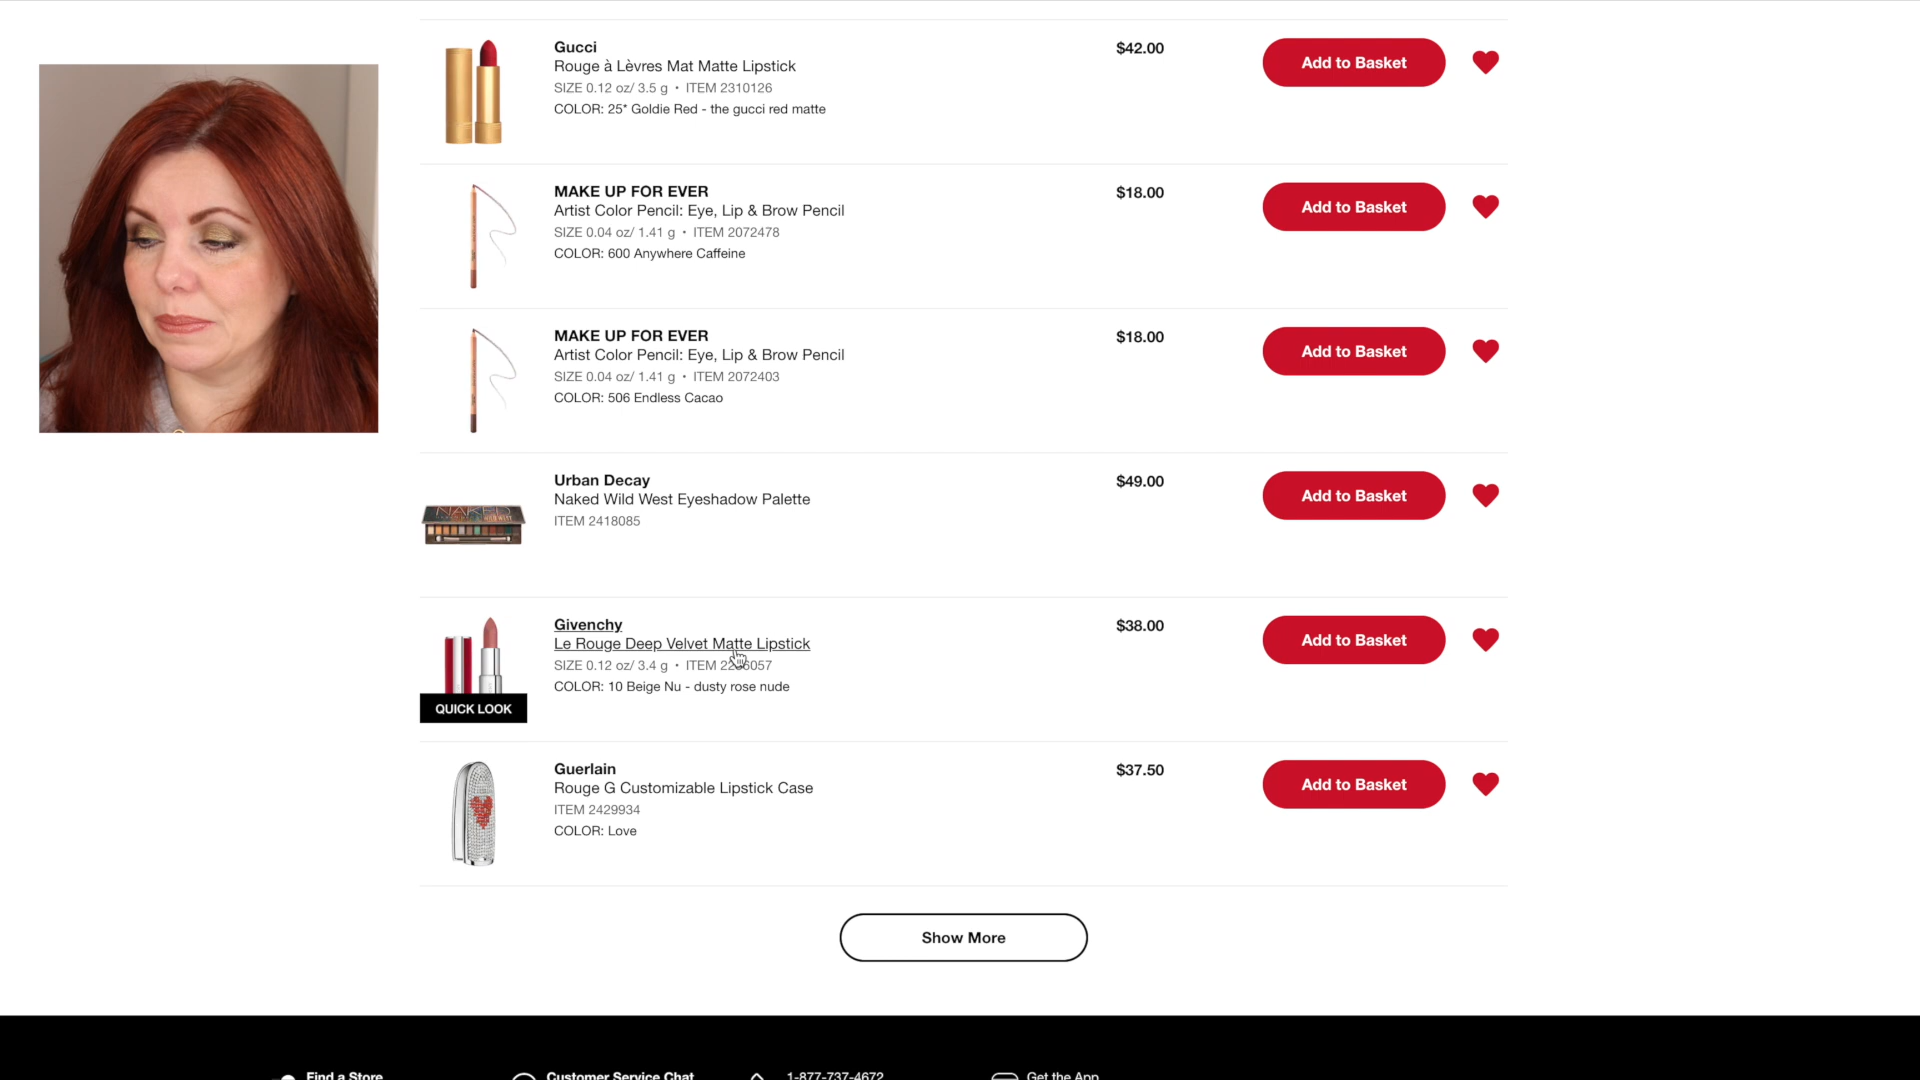 Gucci
Rouge à Lèvres Mat Matte Lipstick
SIZE 0.12 oz/ 3.5 g • ITEM 2310126
COLOR: 25* Goldie Red - the gucci red matte
$42.00
Add to Basket
MAKE UP FOR EVER
Artist Color Pencil: Eye, Lip & Brow Pencil
SIZE 0.04 oz/ 1.41 g • ITEM 2072478
COLOR: 600 Anywhere Caffeine
$18.00
Add to Basket
MAKE UP FOR EVER
Artist Color Pencil: Eye, Lip & Brow Pencil
SIZE 0.04 oz/ 1.41 g • ITEM 2072403
COLOR: 506 Endless Cacao
$18.00
Add to Basket
NAKED
Urban Decay
Naked Wild West Eyeshadow Palette
ITEM 2418085
$49.00
Add to Basket
QUICK LOOK
Givenchy
Le Rouge Deep Velvet Matte Lipstick
SIZE 0.12 oz/ 3.4 g • ITEM
COLOR: 10 Beige Nu - dusty rose nude
$38.00
Add to Basket
Guerlain
Rouge G Customizable Lipstick Case
ITEM 2429934
COLOR: Love
$37.50
Add to Basket
Show More
Find a Store
Customer Service Chat
1-877-737-4672
Get the App